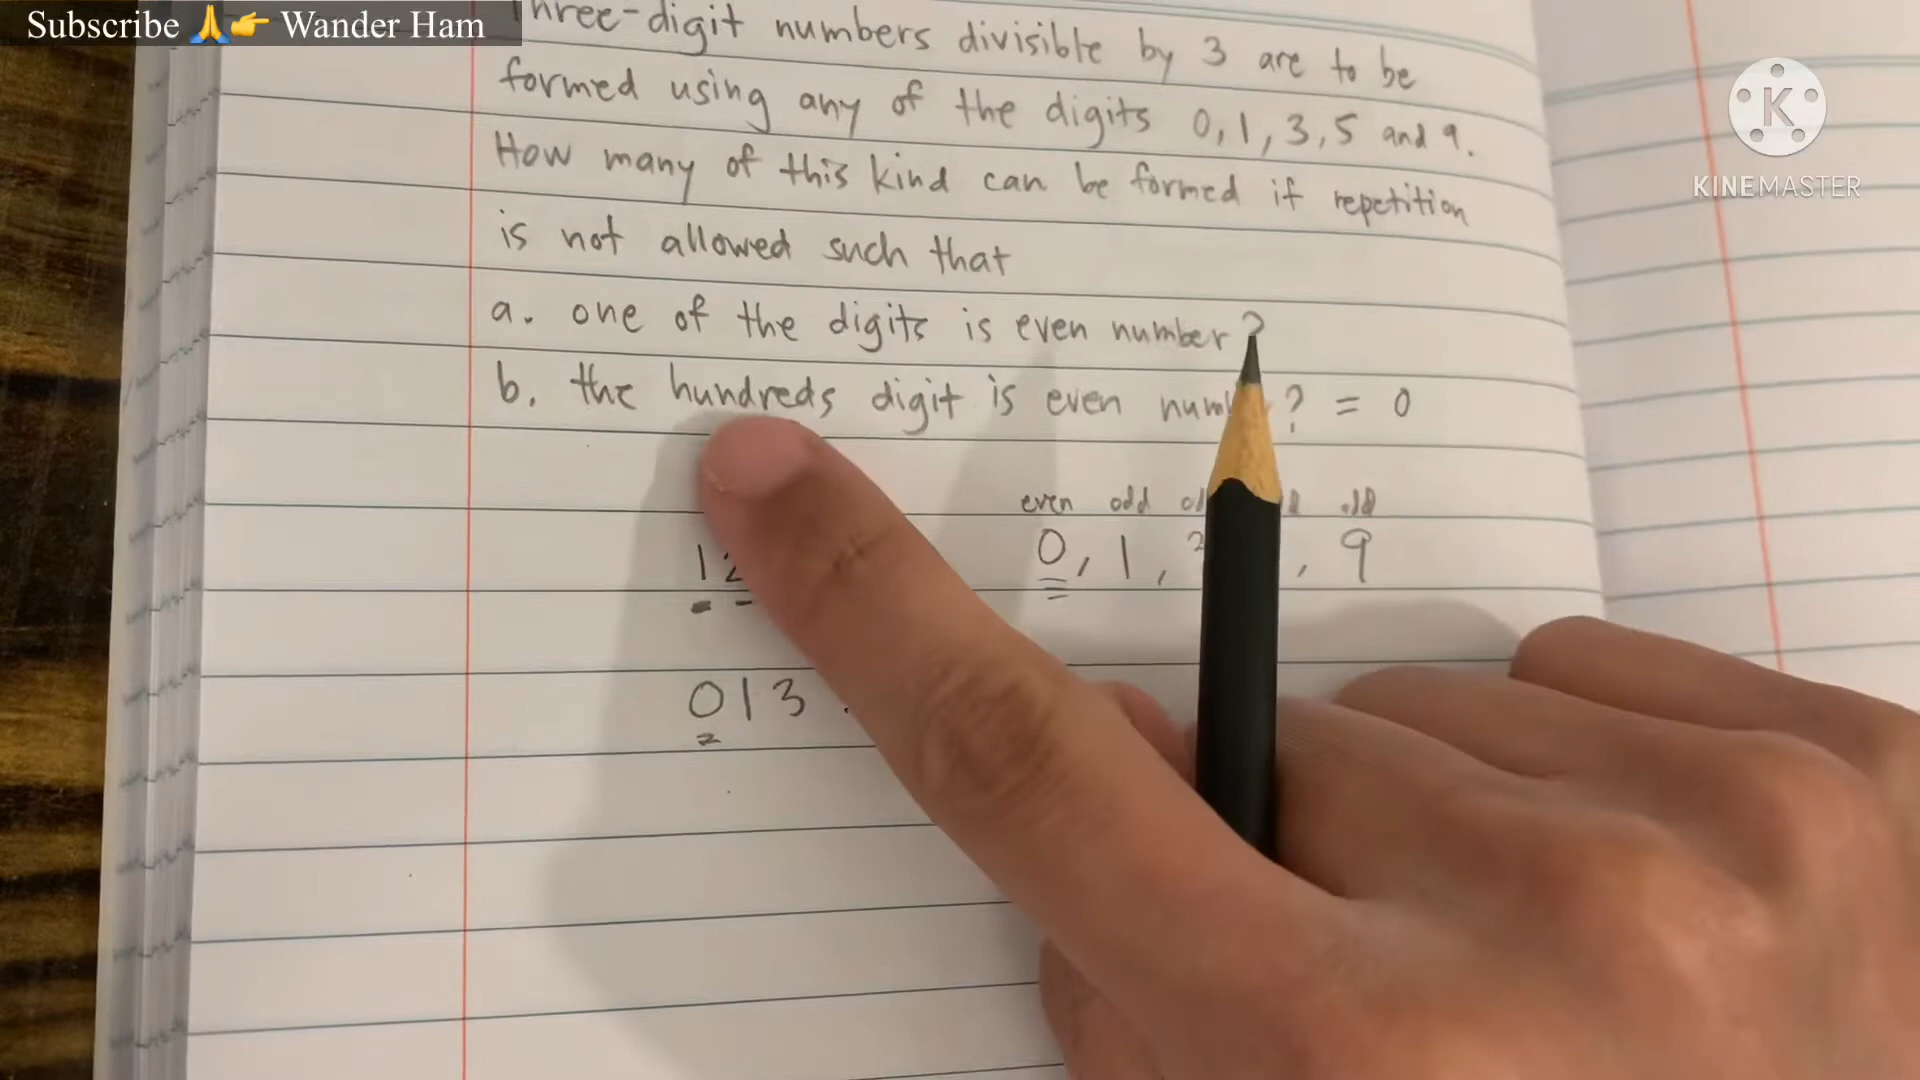 Subscribe 🙏👉 Wander Ham
Three-digit numbers divisible by 3 are to be
formed using any of the digits 0, 1, 3, 5 and 9.
How many of this kind can be formed if repetition
is not allowed such that
a. one of the digits is even number?
b. the hundreds digit is even ? = 0
even odd odd
0, 1, , 9
12
013
KINEMASTER